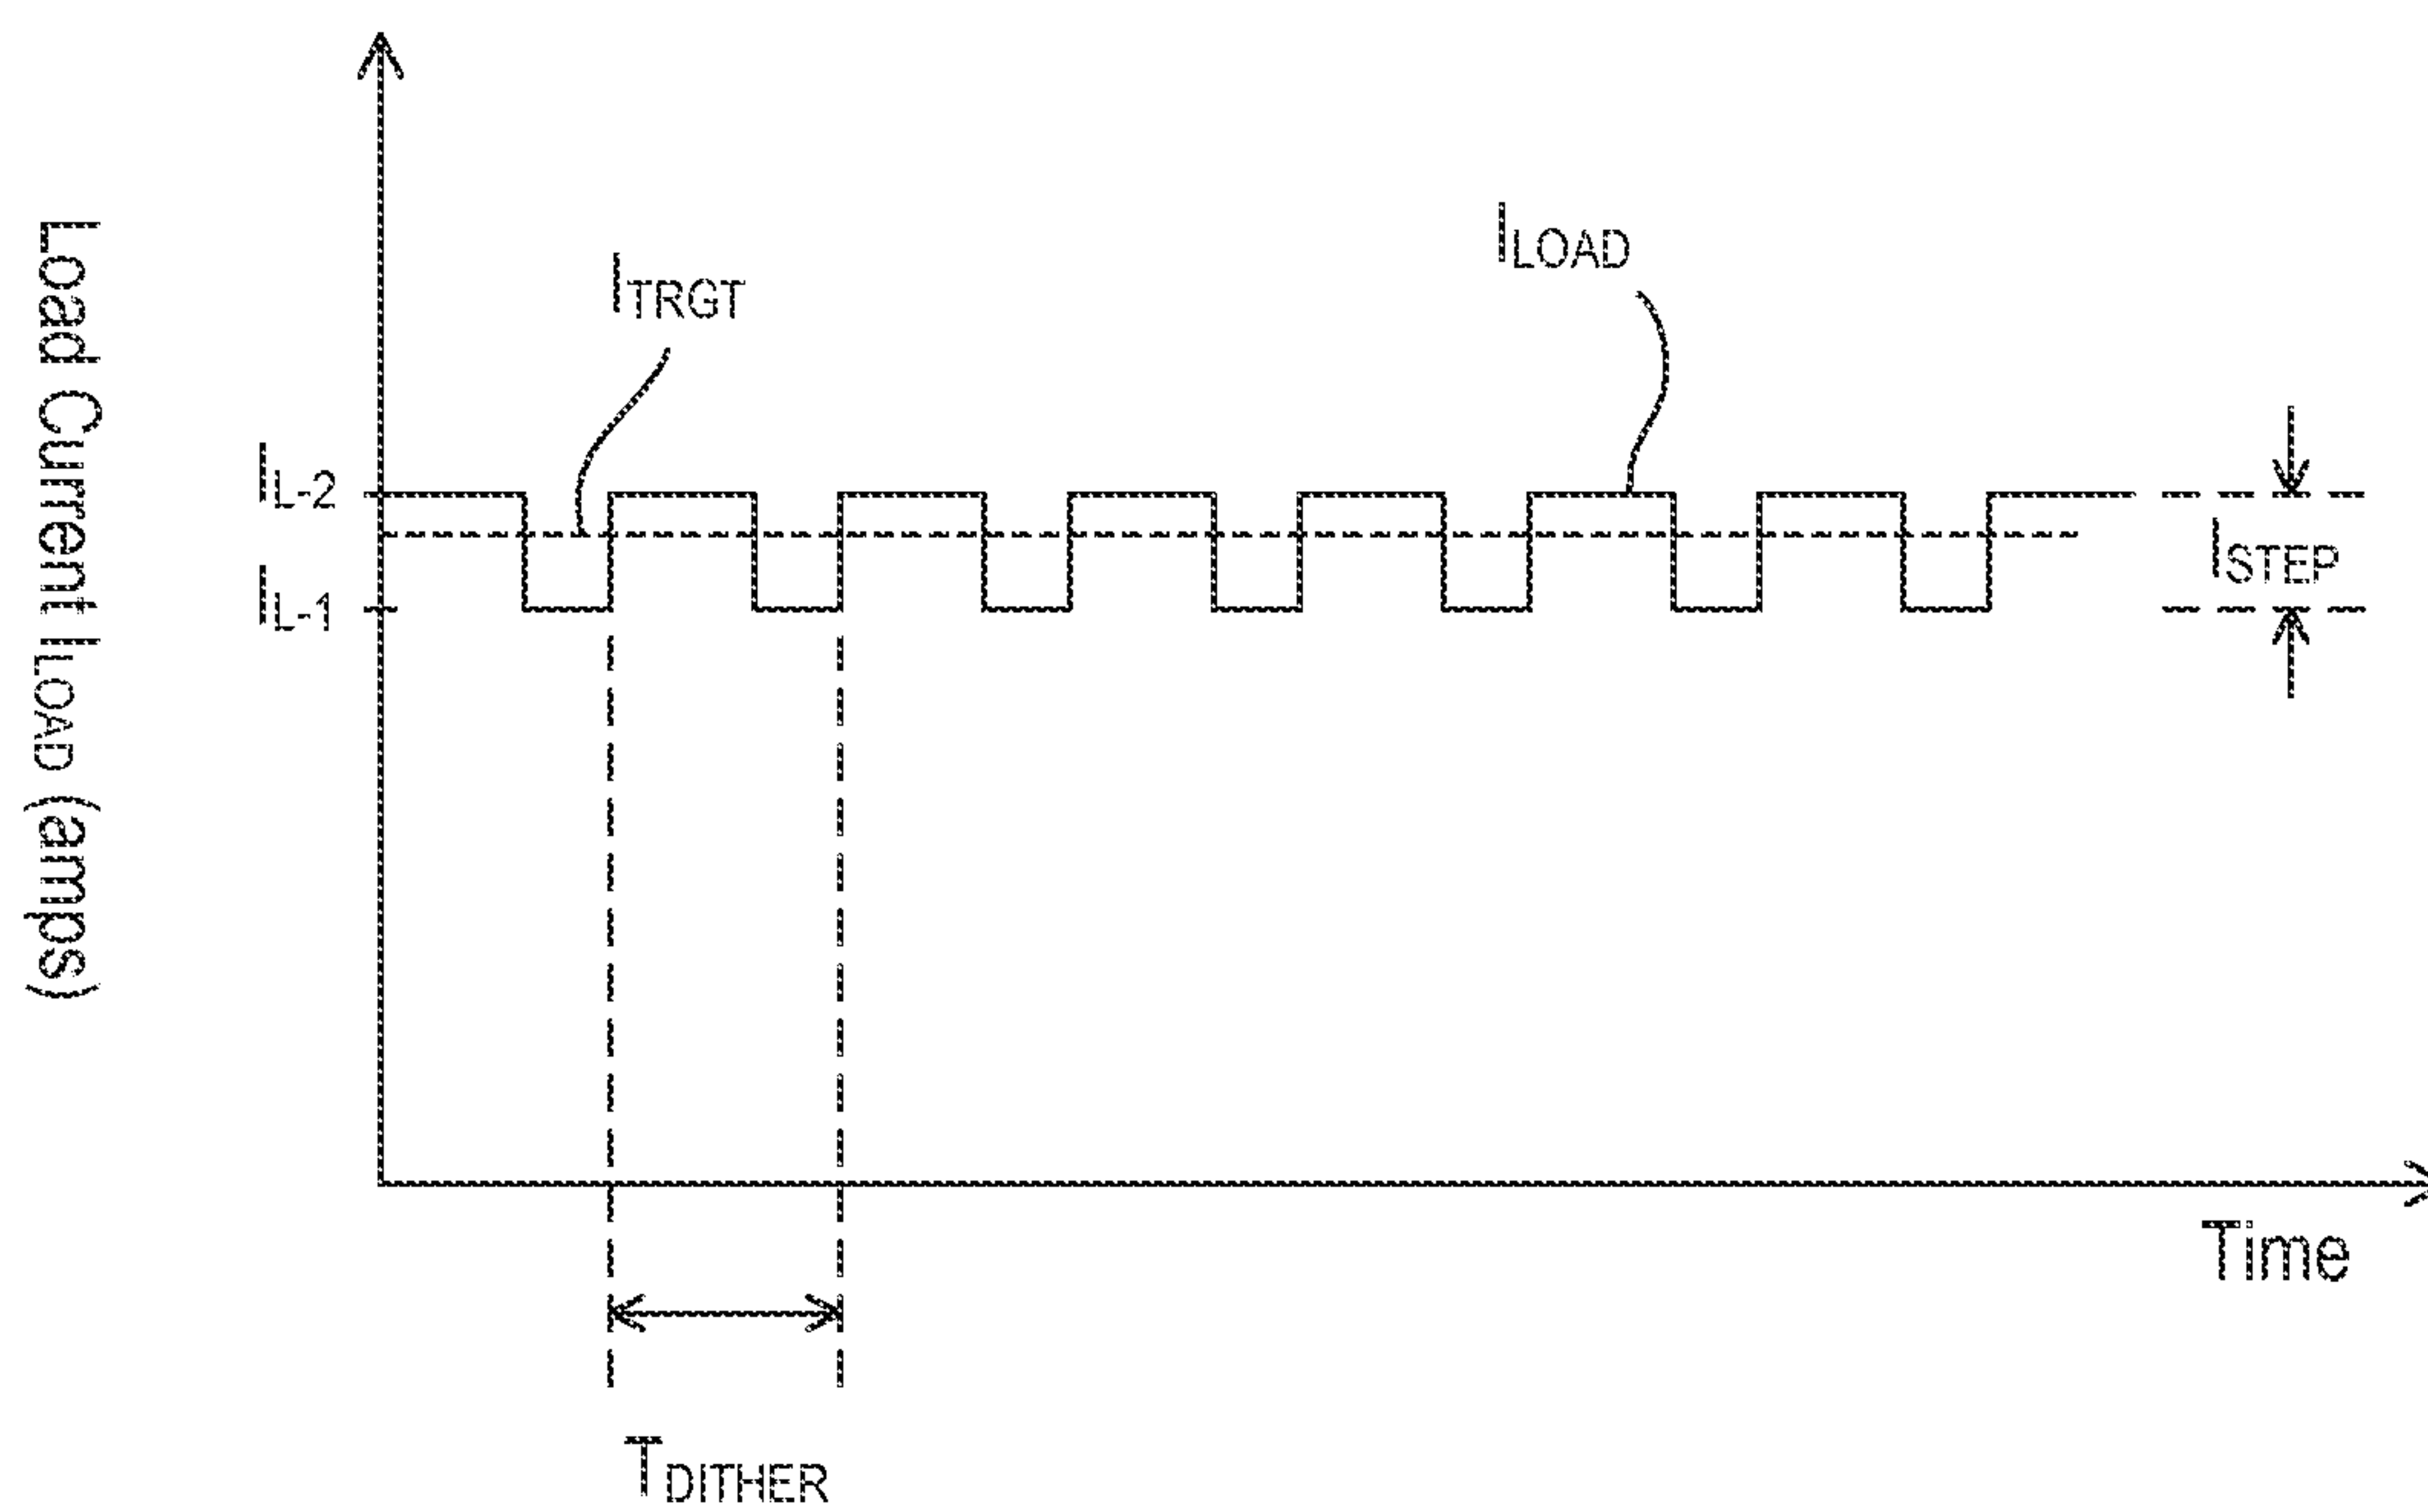 Load Current ILOAD (amps)
ITRGT
ILOAD
IL-2
IL-1
ISTEP
Time
TDITHER